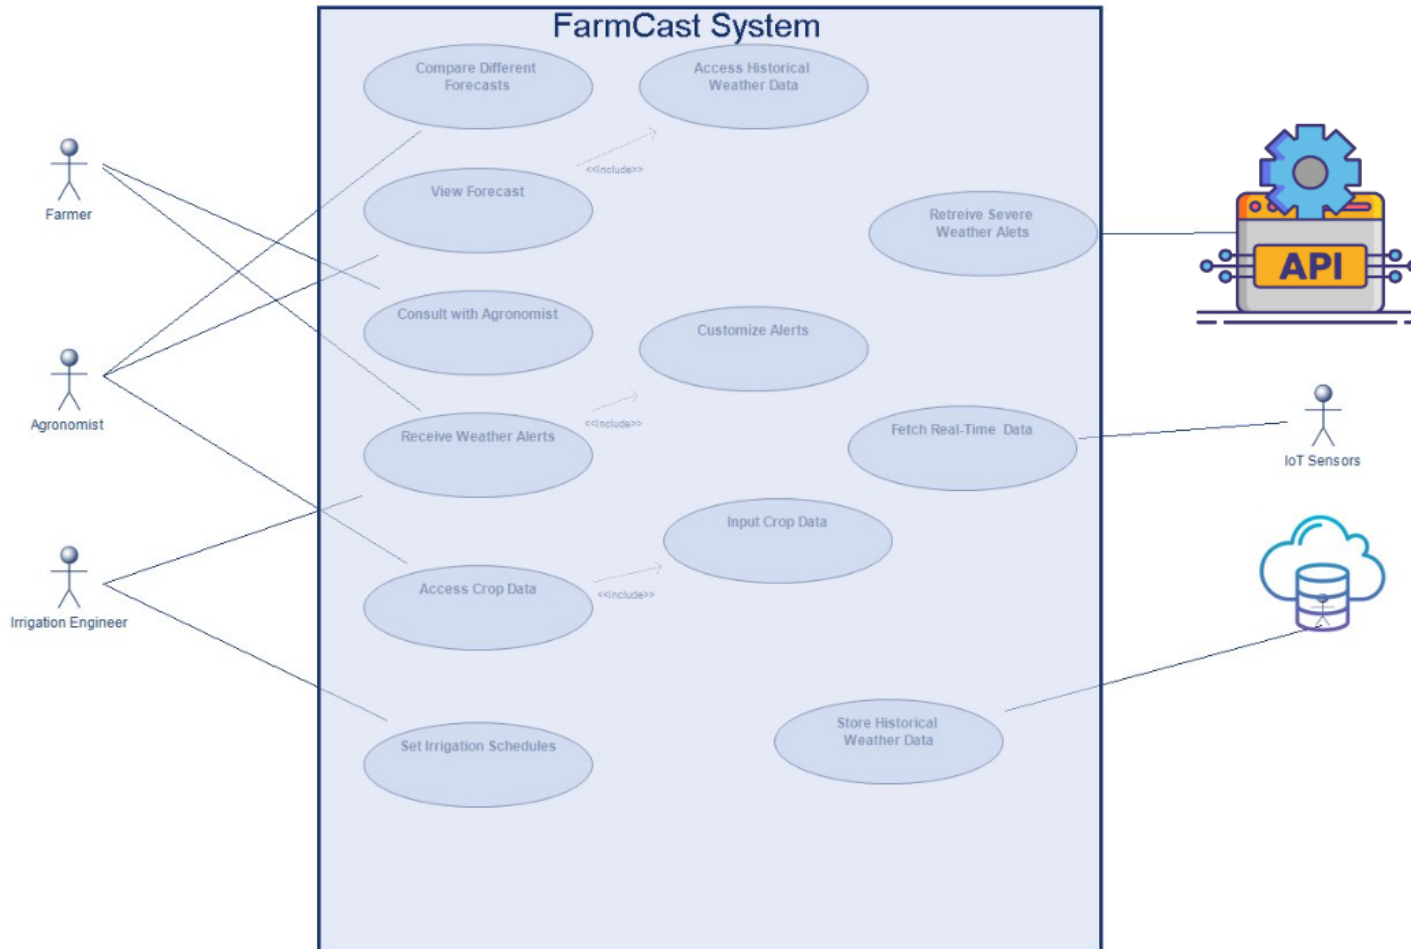 FarmCast System
Compare Different
Forecasts
Access Historical
Weather Data
<<Include>>
Farmer
View Forecast
Retreive Severe
Weather Alets
API
Consult with Agronomist
Customize Alerts
Agronomist
<<Include>>
Receive Weather Alerts
Fetch Real-Time Data
IoT Sensors
Input Crop Data
Access Crop Data
<<Include>>
Irrigation Engineer
Set Irrigation Schedules
Store Historical
Weather Data